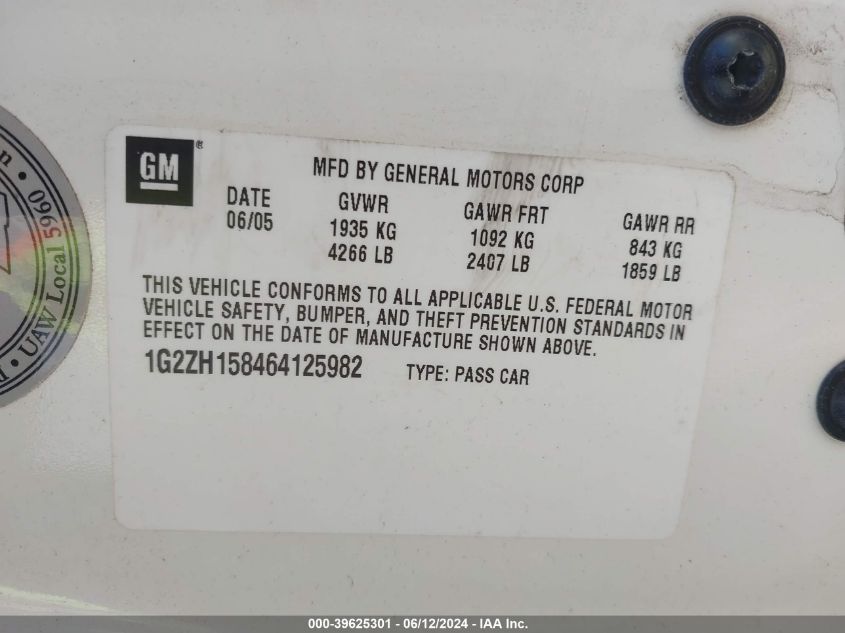 GM ®
MFD BY GENERAL MOTORS CORP
DATE GVWR GAWR FRT GAWR RR
06/05 1935 KG 1092 KG 843 KG
4266 LB 2407 LB 1859 LB
THIS VEHICLE CONFORMS TO ALL APPLICABLE U.S. FEDERAL MOTOR
VEHICLE SAFETY, BUMPER, AND THEFT PREVENTION STANDARDS IN
EFFECT ON THE DATE OF MANUFACTURE SHOWN ABOVE.
1G2ZH158464125982 TYPE: PASS CAR
UAW Local 5960
000-39625301 - 06/12/2024 - IAA Inc.